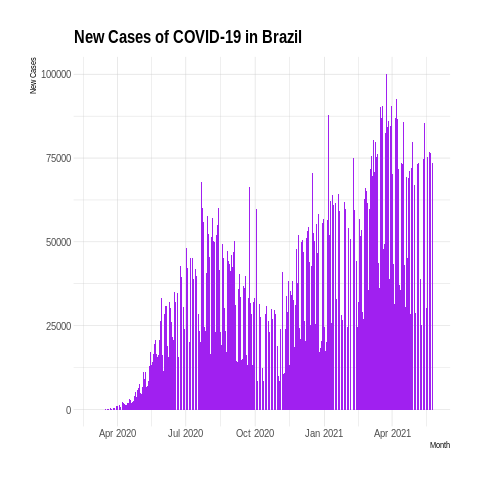 New Cases of COVID-19 in Brazil
New Cases
100000
75000
50000
25000
0
Apr 2020 Jul 2020 Oct 2020 Jan 2021 Apr 2021
Month